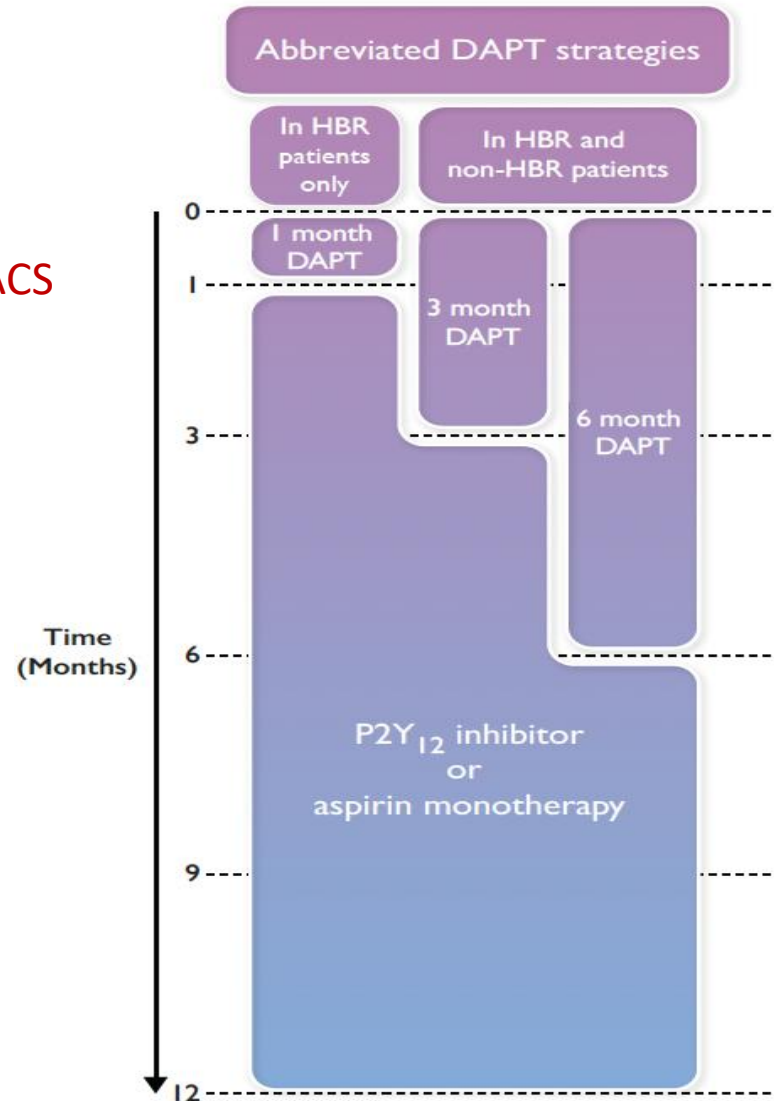 Abbreviated DAPT strategies
In HBR
patients
only
In HBR and
non-HBR patients
0
1 month
DAPT
ACS
1
3 month
DAPT
3
6 month
DAPT
Time
(Months)
6
P2Y12 inhibitor
or
aspirin monotherapy
9
12